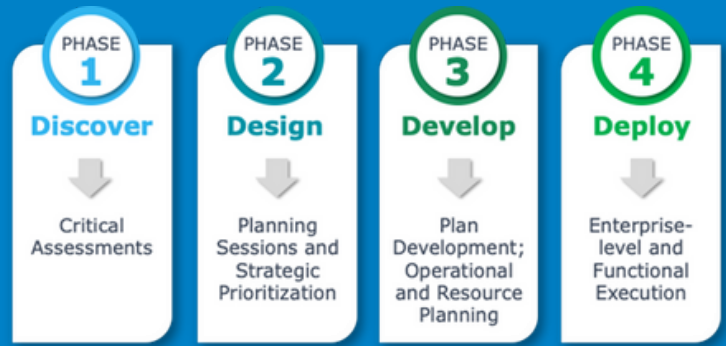 PHASE
1
Discover
Critical
Assessments
PHASE
2
Design
Planning
Sessions and
Strategic
Prioritization
PHASE
3
Develop
Plan
Development;
Operational
and Resource
Planning
PHASE
4
Deploy
Enterprise-
level and
Functional
Execution